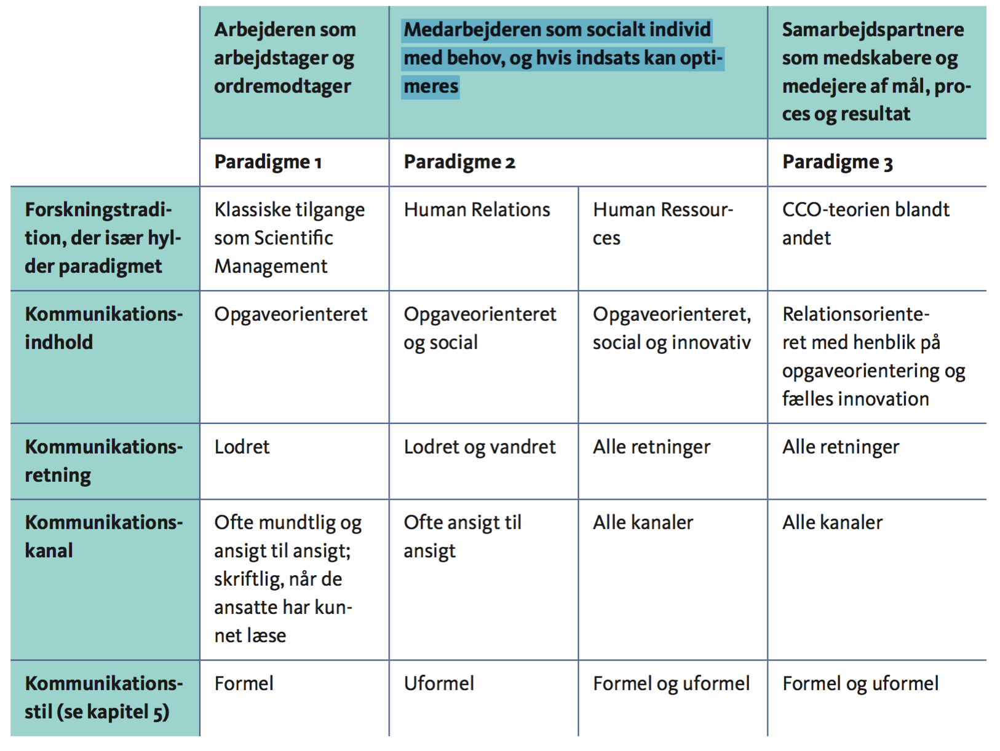 Arbejderen som
arbejdstager og
ordremodtager
Medarbejderen som socialt individ
med behov, og hvis indsats kan opti-
meres
Samarbejdspartnere
som medskabere og
medejere af mål, pro-
ces og resultat
Paradigme 1
Paradigme 2
Paradigme 3
Forskningstradi-
tion, der især hyl-
der paradigmet
Klassiske tilgange
som Scientific
Management
Human Relations
Human Ressour-
ces
CCO-teorien blandt
andet
Kommunikations-
indhold
Opgaveorienteret
Opgaveorienteret
og social
Opgaveorienteret,
social og innovativ
Relationsoriente-
ret med henblik på
opgaveorientering og
fælles innovation
Kommunikations-
retning
Lodret
Lodret og vandret
Alle retninger
Alle retninger
Kommunikations-
kanal
Ofte mundtlig og
ansigt til ansigt;
skriftlig, når de
ansatte har kun-
net læse
Ofte ansigt til
ansigt
Alle kanaler
Alle kanaler
Kommunikations-
stil (se kapitel 5)
Formel
Uformel
Formel og uformel
Formel og uformel